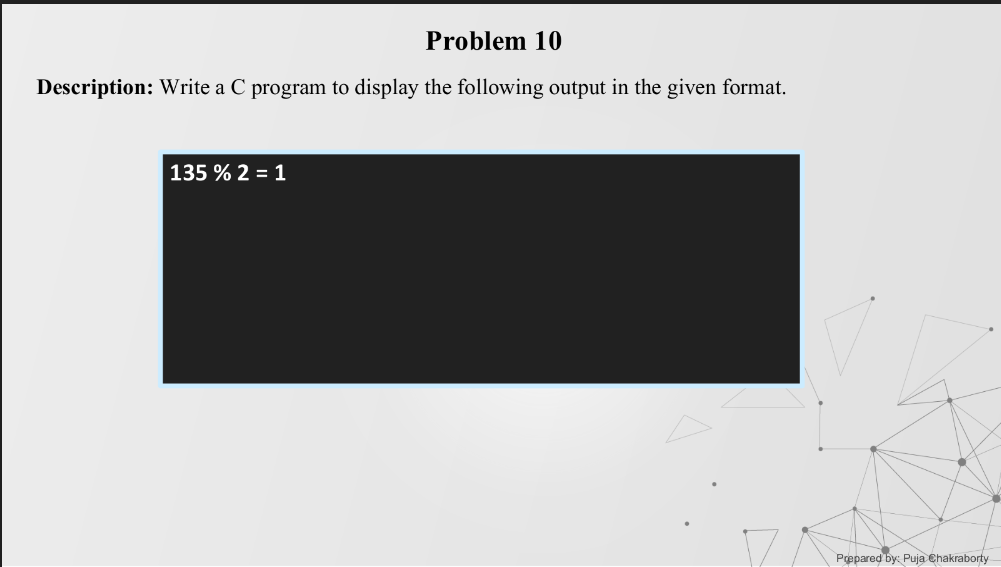 Problem 10
Description: Write a C program to display the following output in the given format.
135 % 2 = 1
Prepared by: Puja Chakraborty